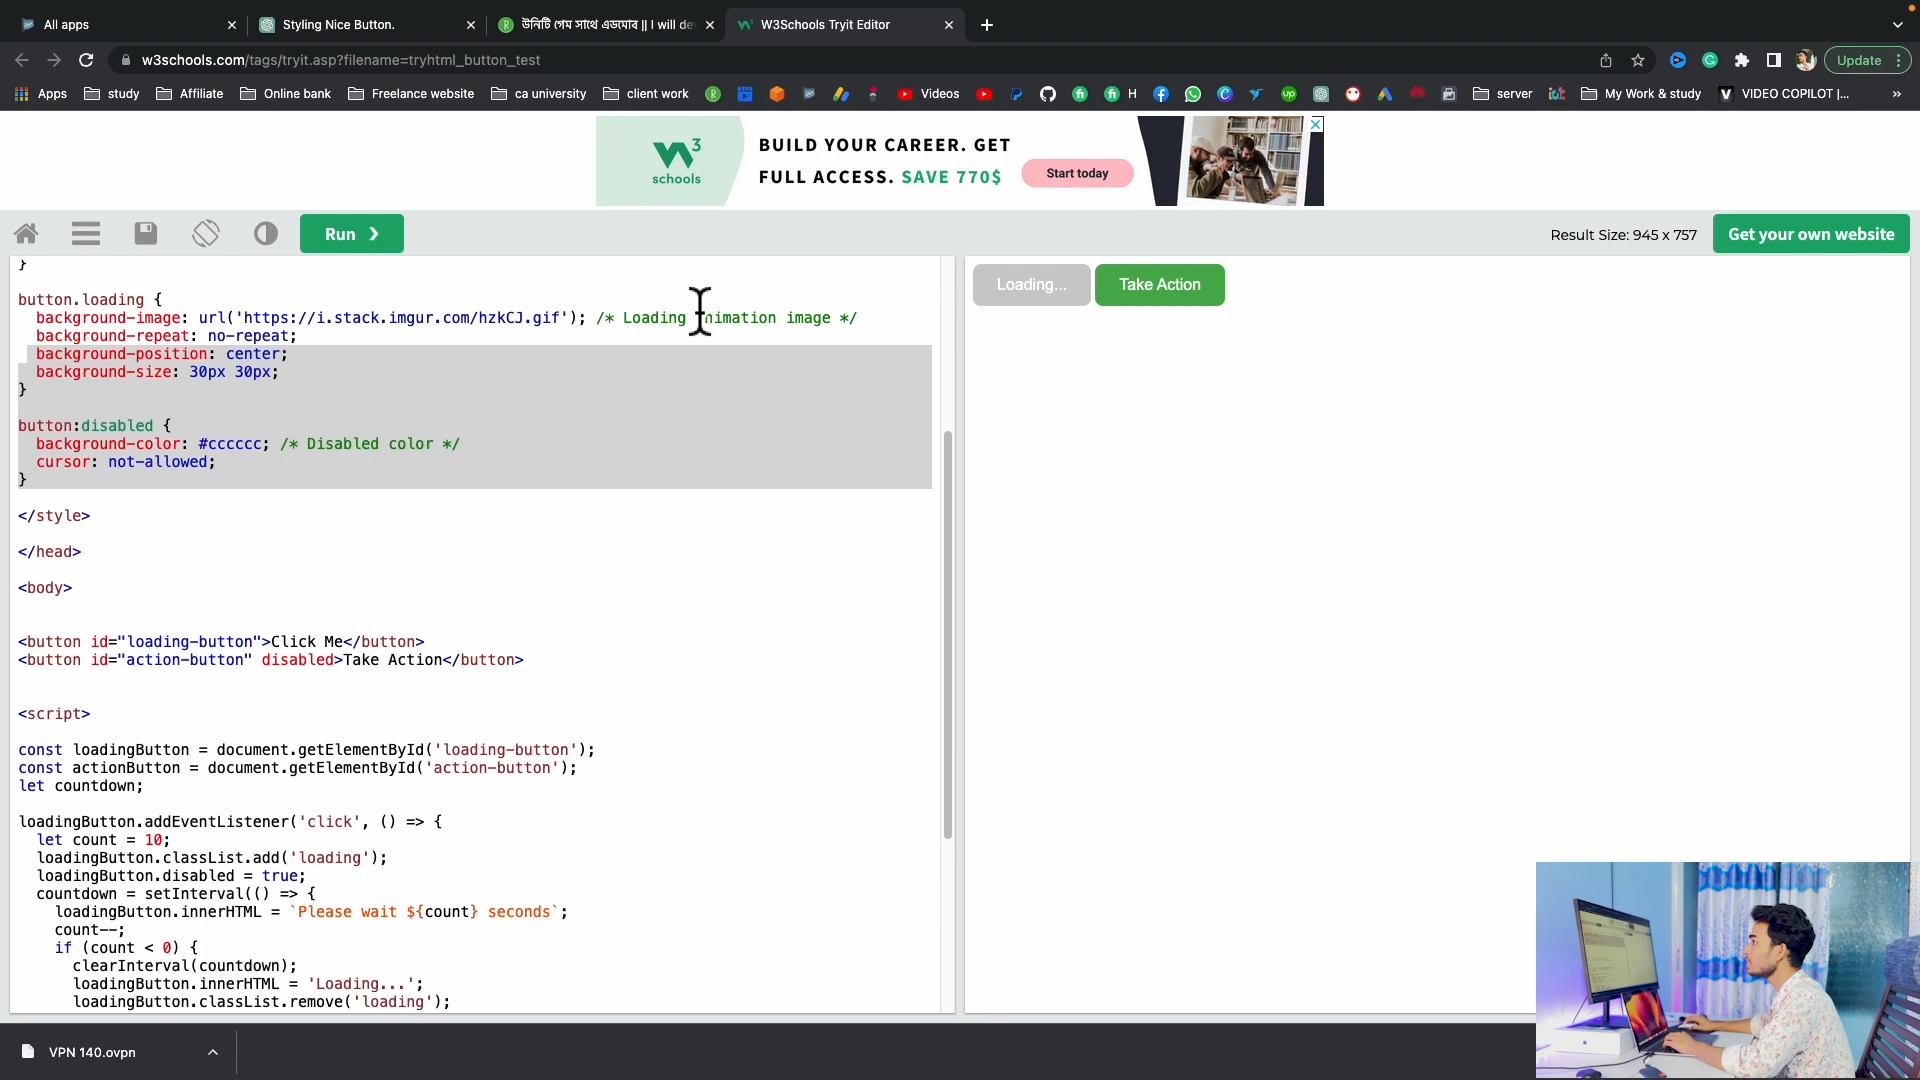 All apps
Styling Nice Button.
উনিটি গেম সাথে এডমোব || I will de
W3Schools Tryit Editor
w3schools.com/tags/tryit.asp?filename=tryhtml_button_test
Update
Apps
study
Affiliate
Online bank
Freelance website
ca university
client work
Videos
H
server
My Work & study
VIDEO COPILOT |...
3
schools
BUILD YOUR CAREER. GET
FULL ACCESS. SAVE 770$
Start today
Run ❯
Result Size: 945 x 757
Get your own website
}
button.loading {
background-image: url('https://i.stack.imgur.com/hzkCJ.gif'); /* Loading animation image */
background-repeat: no-repeat;
background-position: center;
background-size: 30px 30px;
}
button:disabled {
background-color: #cccccc; /* Disabled color */
cursor: not-allowed;
}
</style>
</head>
<body>
<button id="loading-button">Click Me</button>
<button id="action-button" disabled>Take Action</button>
<script>
const loadingButton = document.getElementById('loading-button');
const actionButton = document.getElementById('action-button');
let countdown;
loadingButton.addEventListener('click', () => {
let count = 10;
loadingButton.classList.add('loading');
loadingButton.disabled = true;
countdown = setInterval(() => {
loadingButton.innerHTML = `Please wait ${count} seconds`;
count--;
if (count < 0) {
clearInterval(countdown);
loadingButton.innerHTML = 'Loading...';
loadingButton.classList.remove('loading');
Loading...
Take Action
VPN 140.ovpn